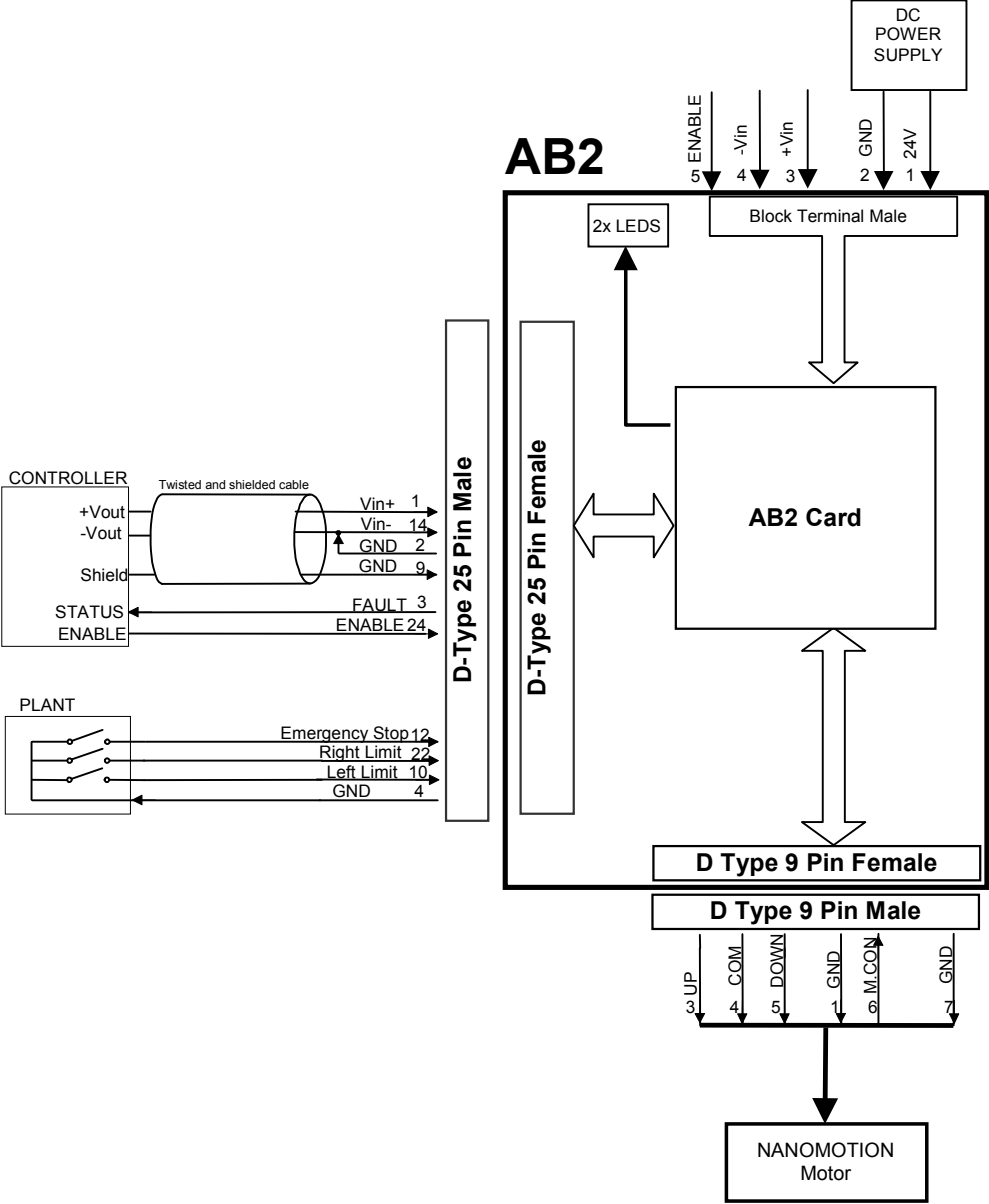 DC
POWER
SUPPLY
AB2
ENABLE
-Vin
+Vin
GND
24V
5
4
3
2
1
Block Terminal Male
2x LEDS
D-Type 25 Pin Male
D-Type 25 Pin Female
AB2 Card
CONTROLLER
Twisted and shielded cable
+Vout
Vin+ 1
-Vout
Vin- 14
GND 2
Shield
GND 9
STATUS
FAULT 3
ENABLE
ENABLE 24
PLANT
Emergency Stop 12
Right Limit 22
Left Limit 10
GND 4
D Type 9 Pin Female
D Type 9 Pin Male
UP
COM
DOWN
GND
M.CON
GND
3
4
5
1
6
7
NANOMOTION
Motor